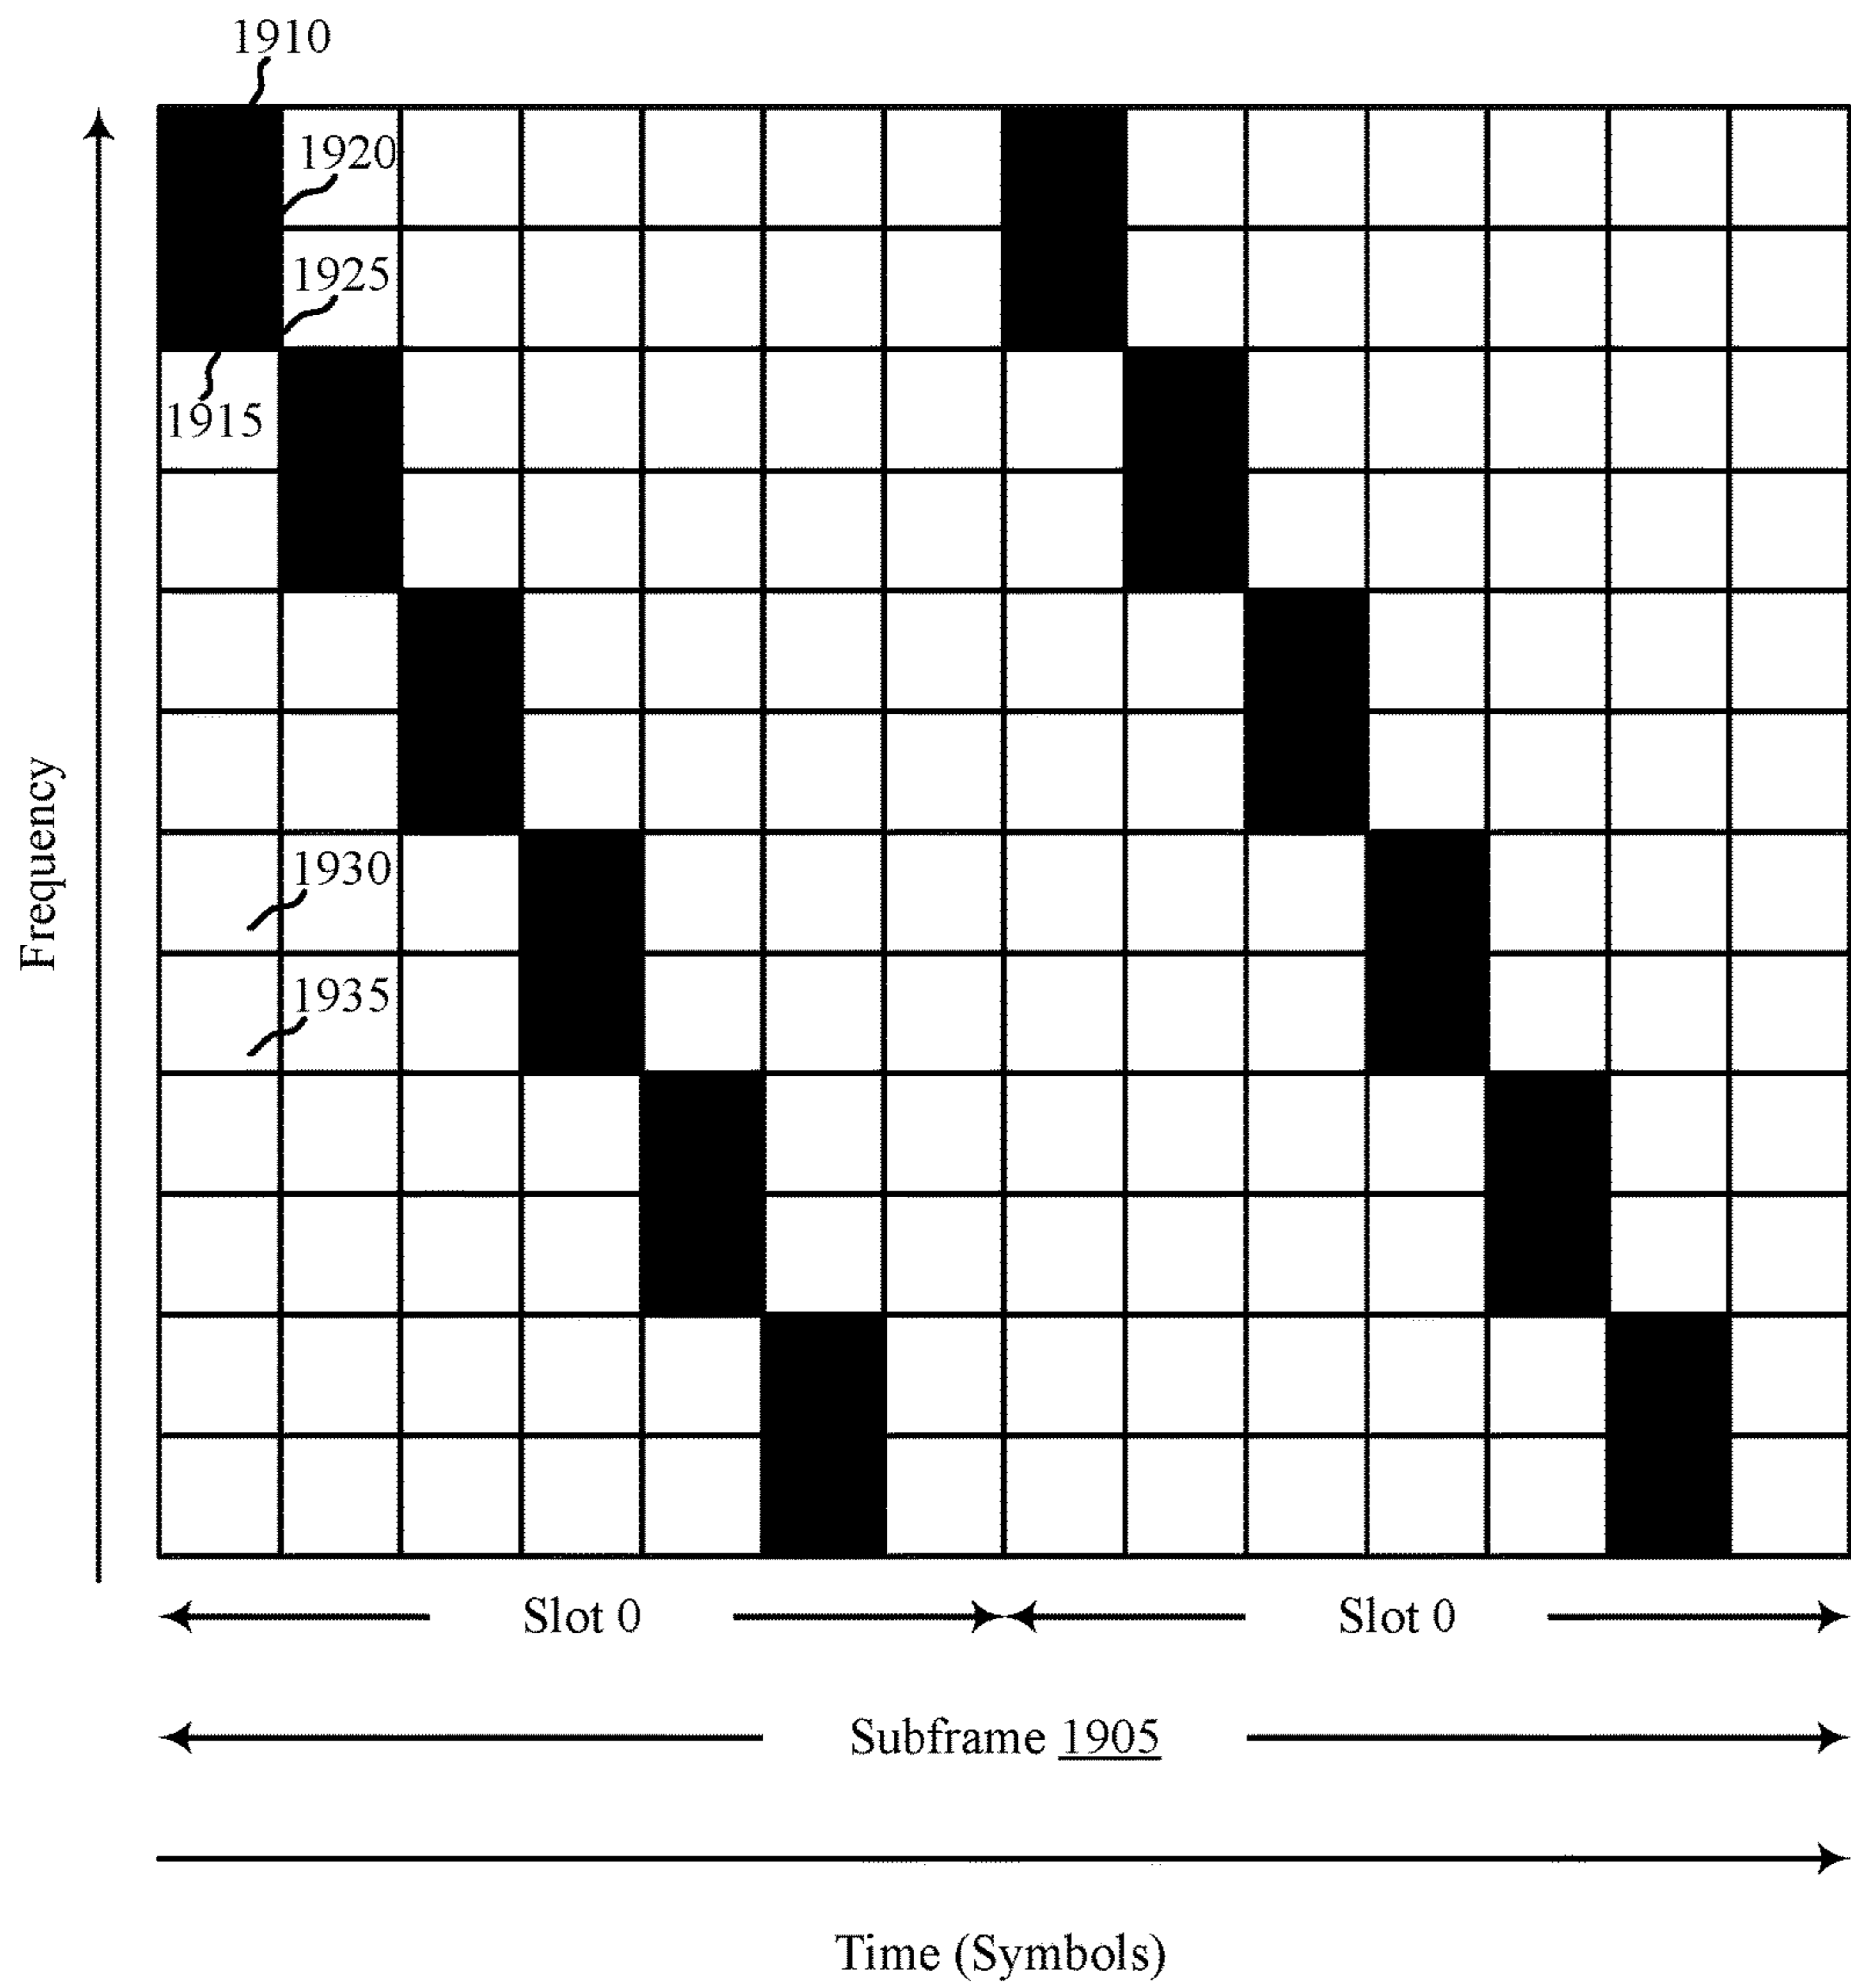 1910
1920
1925
1915
1930
1935
Frequency
Slot 0
Slot 0
Subframe 1905
Time (Symbols)